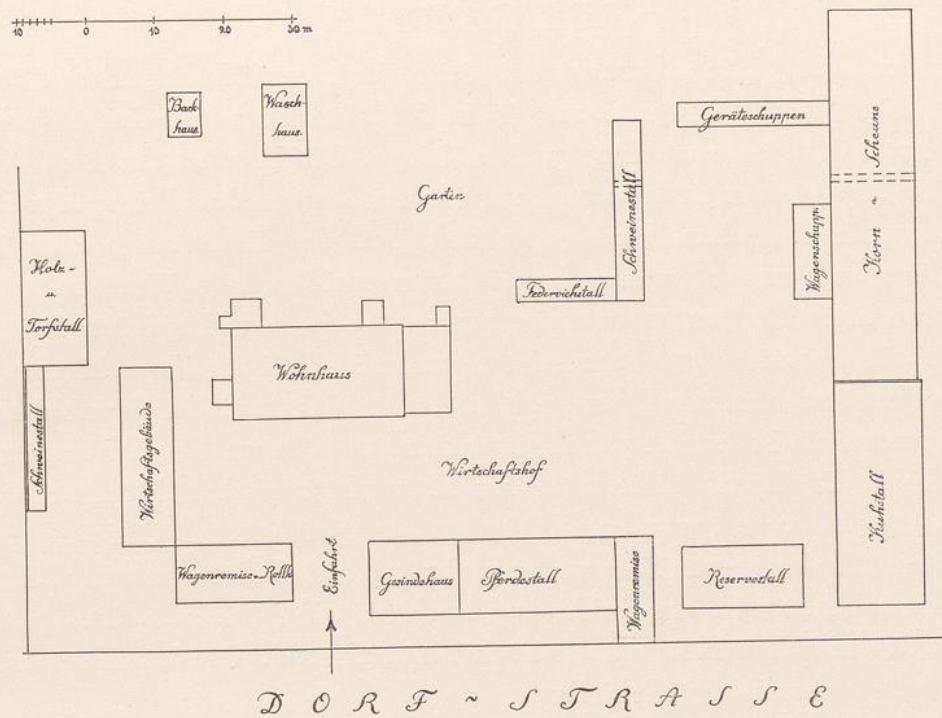 10 0 10 20 30 m
Back-
haus.
Wasch-
haus.
Geräteschuppen
Korn ~ Scheune
Garten
Schweinestall
Wagenschupp.
Holz-
u.
Torfstall
Federviehstall
Wohnhaus
Schweinestall
Wirtschaftsgebäude
Wirtschaftshof
Kuhstall
Wagenremise-Rolle
Einfahrt
Gesindehaus
Pferdestall
Wagenremise
Reservestall
DORF ~ STRASSE